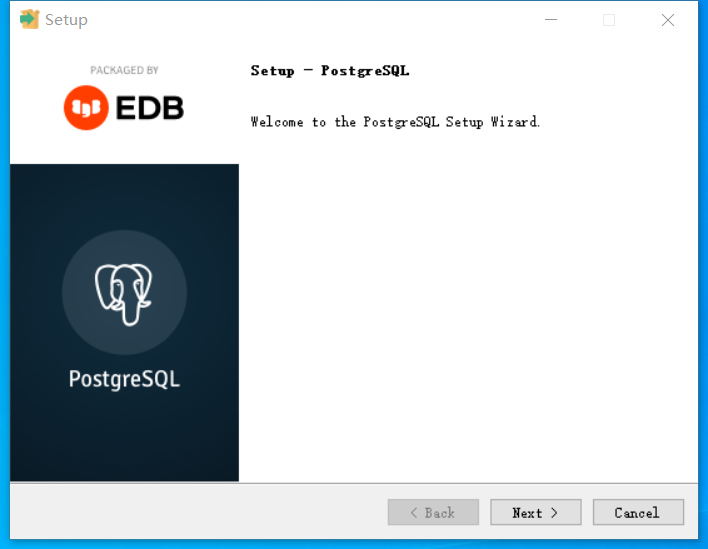 Setup
PACKAGED BY
EDB
Setup - PostgreSQL
Welcome to the PostgreSQL Setup Wizard.
PostgreSQL
< Back
Next >
Cancel